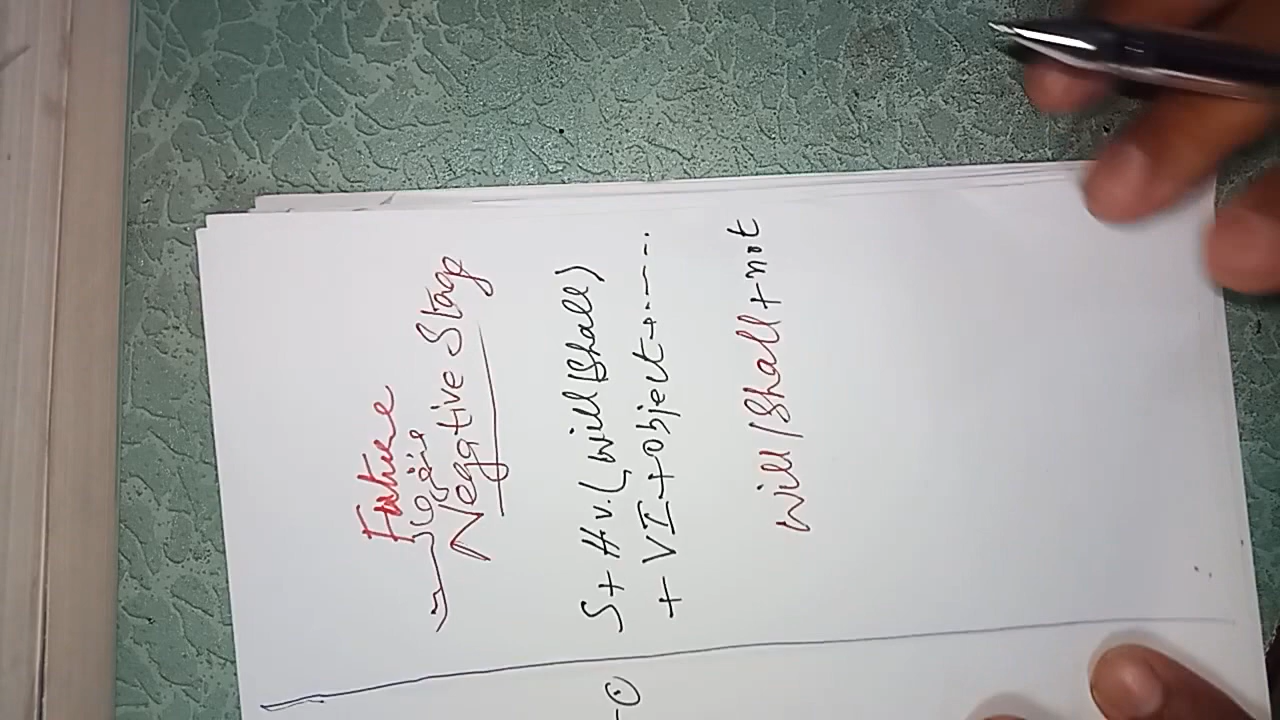 Future
Negative Stage
S + H.v. (will/shall)
+ VI + object + .......
will/shall + not